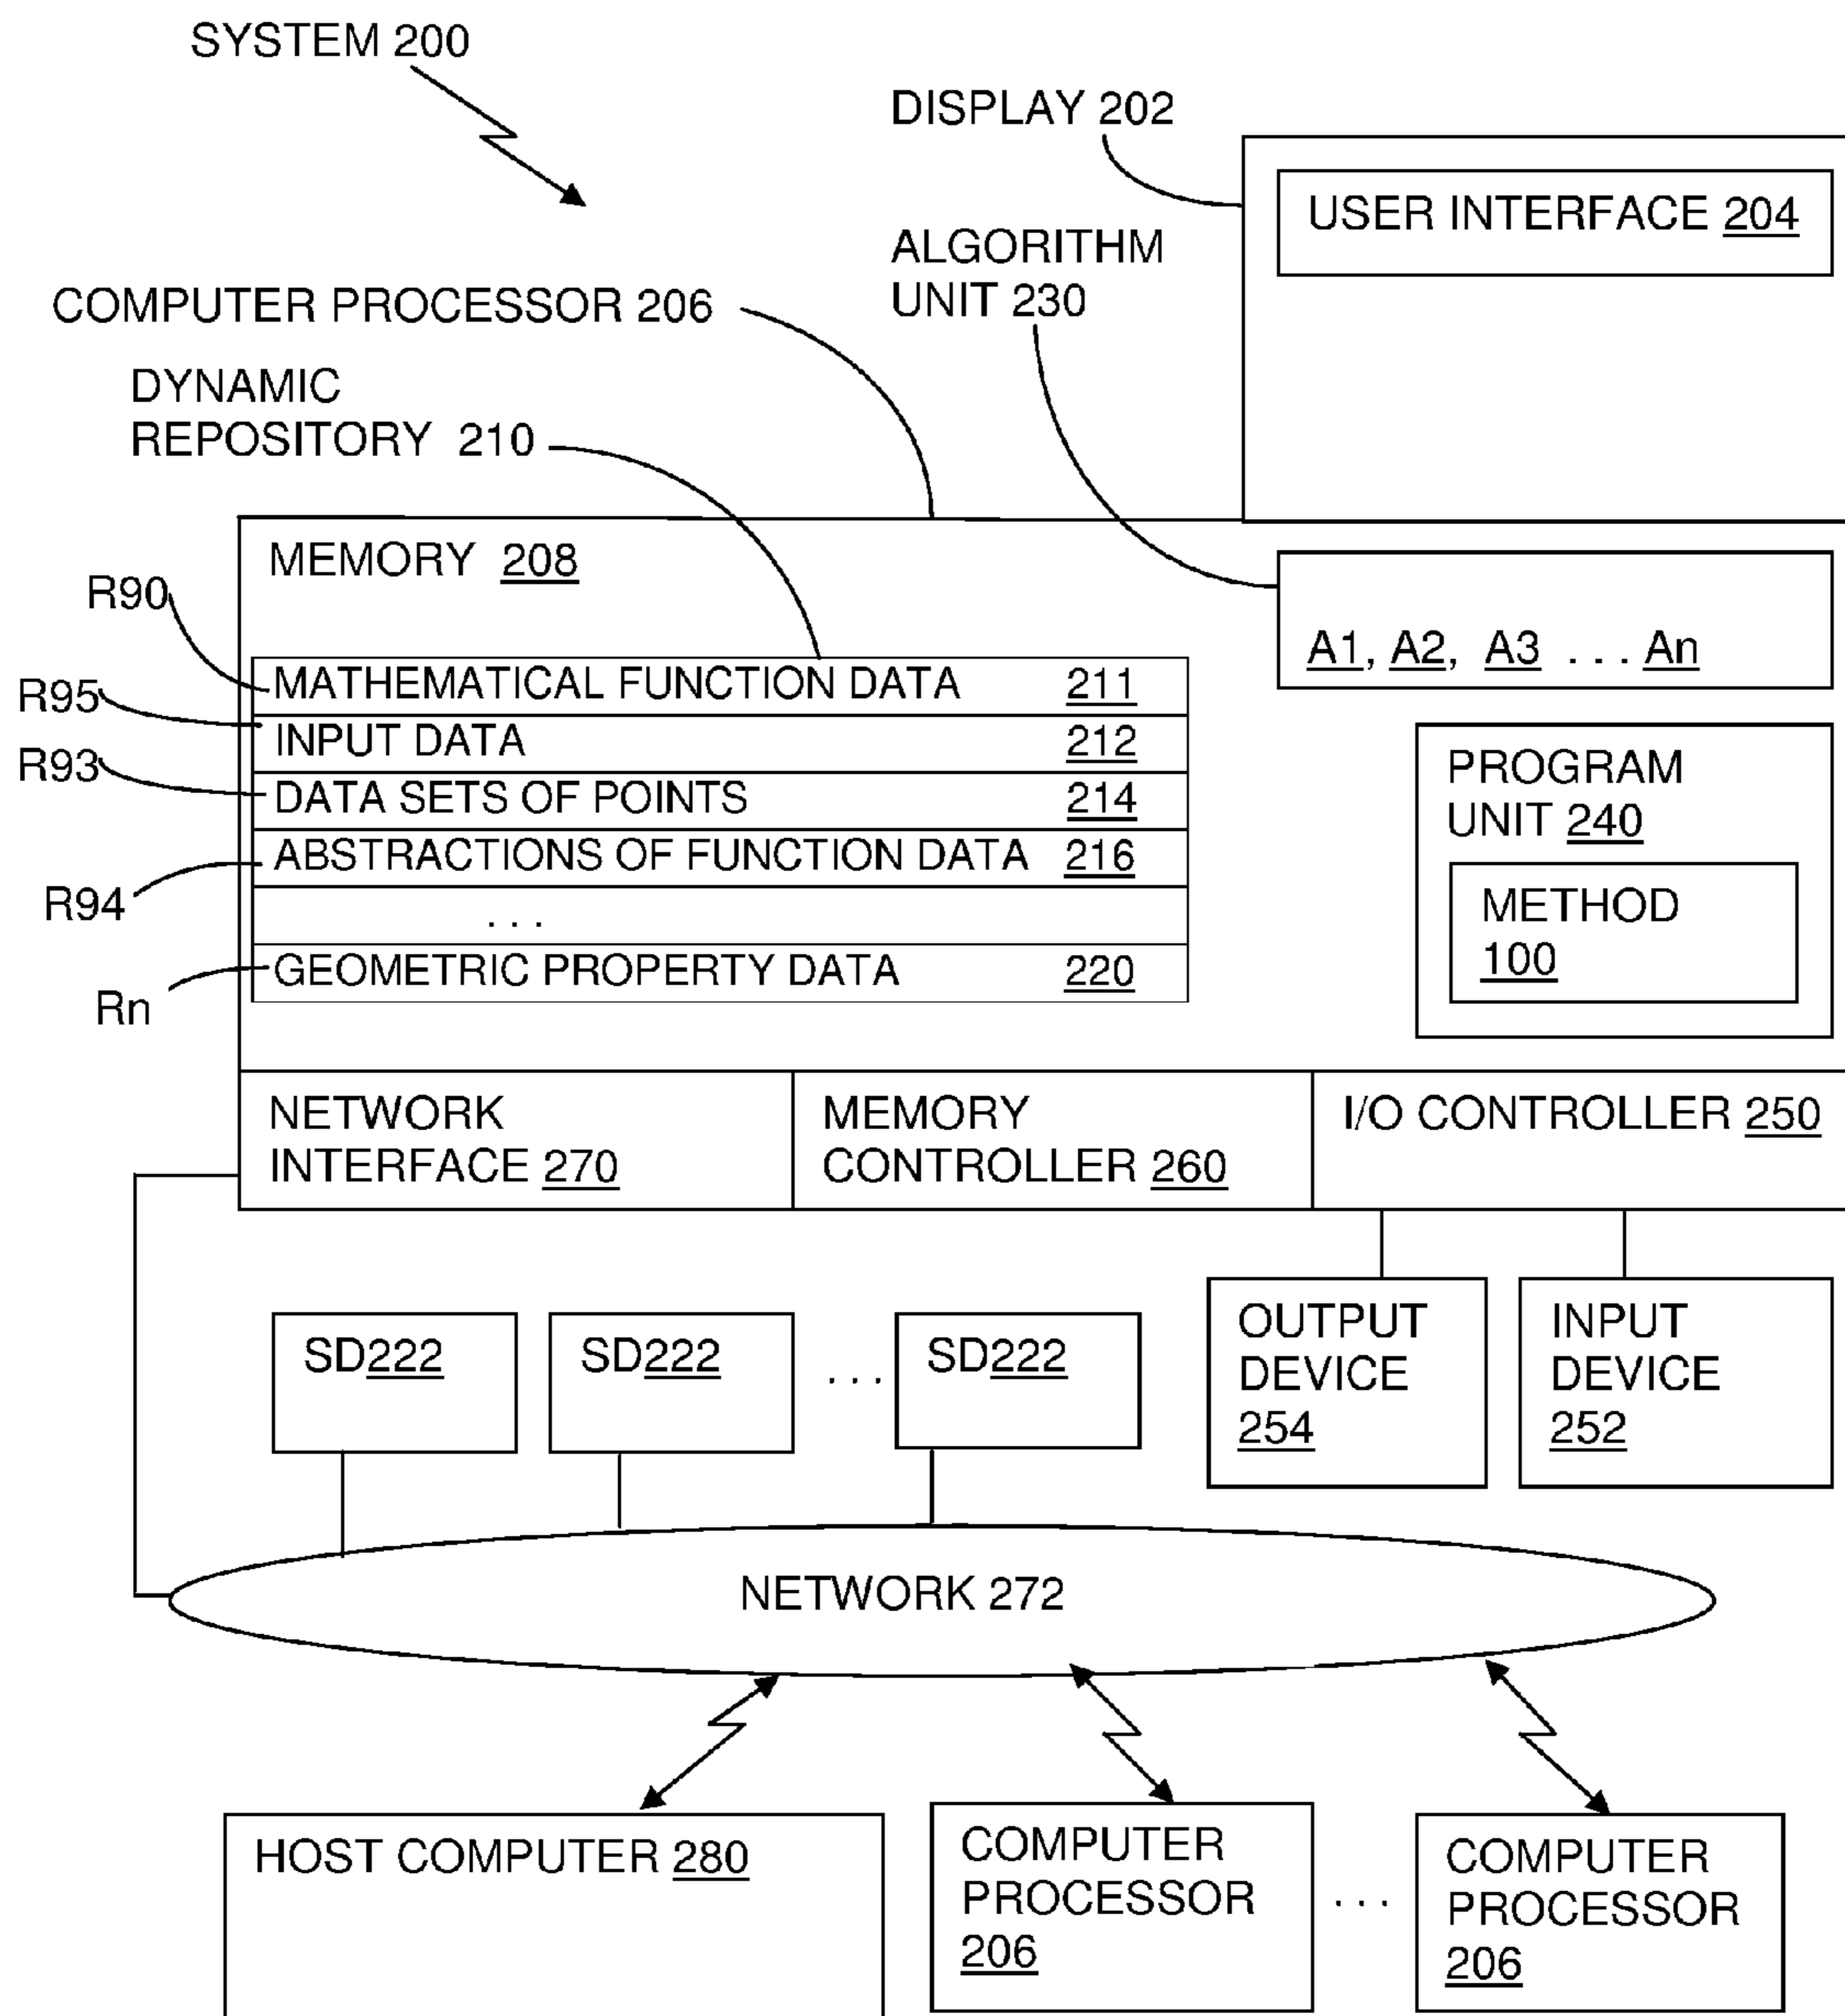 SYSTEM 200
DISPLAY 202
USER INTERFACE 204
ALGORITHM
UNIT 230
COMPUTER PROCESSOR 206
DYNAMIC
REPOSITORY 210
MEMORY 208
R90
A1, A2, A3 . . . An
MATHEMATICAL FUNCTION DATA 211
R95
INPUT DATA 212
R93
DATA SETS OF POINTS 214
ABSTRACTIONS OF FUNCTION DATA 216
R94
. . .
GEOMETRIC PROPERTY DATA 220
Rn
PROGRAM
UNIT 240
METHOD
100
NETWORK
INTERFACE 270
MEMORY
CONTROLLER 260
I/O CONTROLLER 250
SD222
SD222
. . .
SD222
OUTPUT
DEVICE
254
INPUT
DEVICE
252
NETWORK 272
HOST COMPUTER 280
COMPUTER
PROCESSOR
206
. . .
COMPUTER
PROCESSOR
206